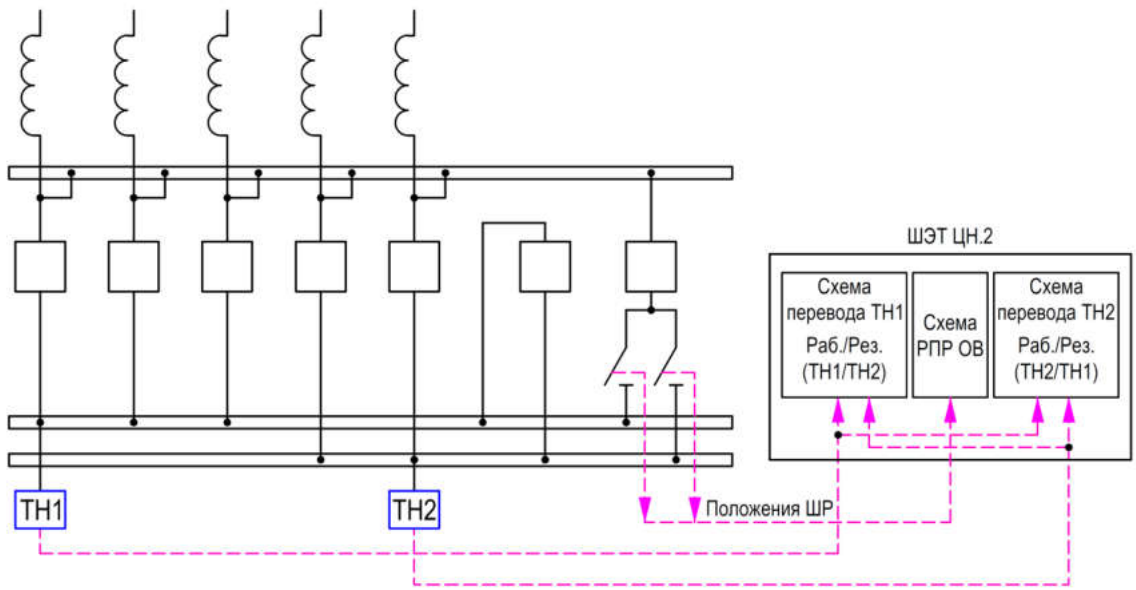 ШЭТ ЦН.2
Схема
перевода ТН1
Раб./Рез.
(ТН1/ТН2)
Схема
РПР ОВ
Схема
перевода ТН2
Раб./Рез.
(ТН2/ТН1)
ТН1
ТН2
Положения ШР